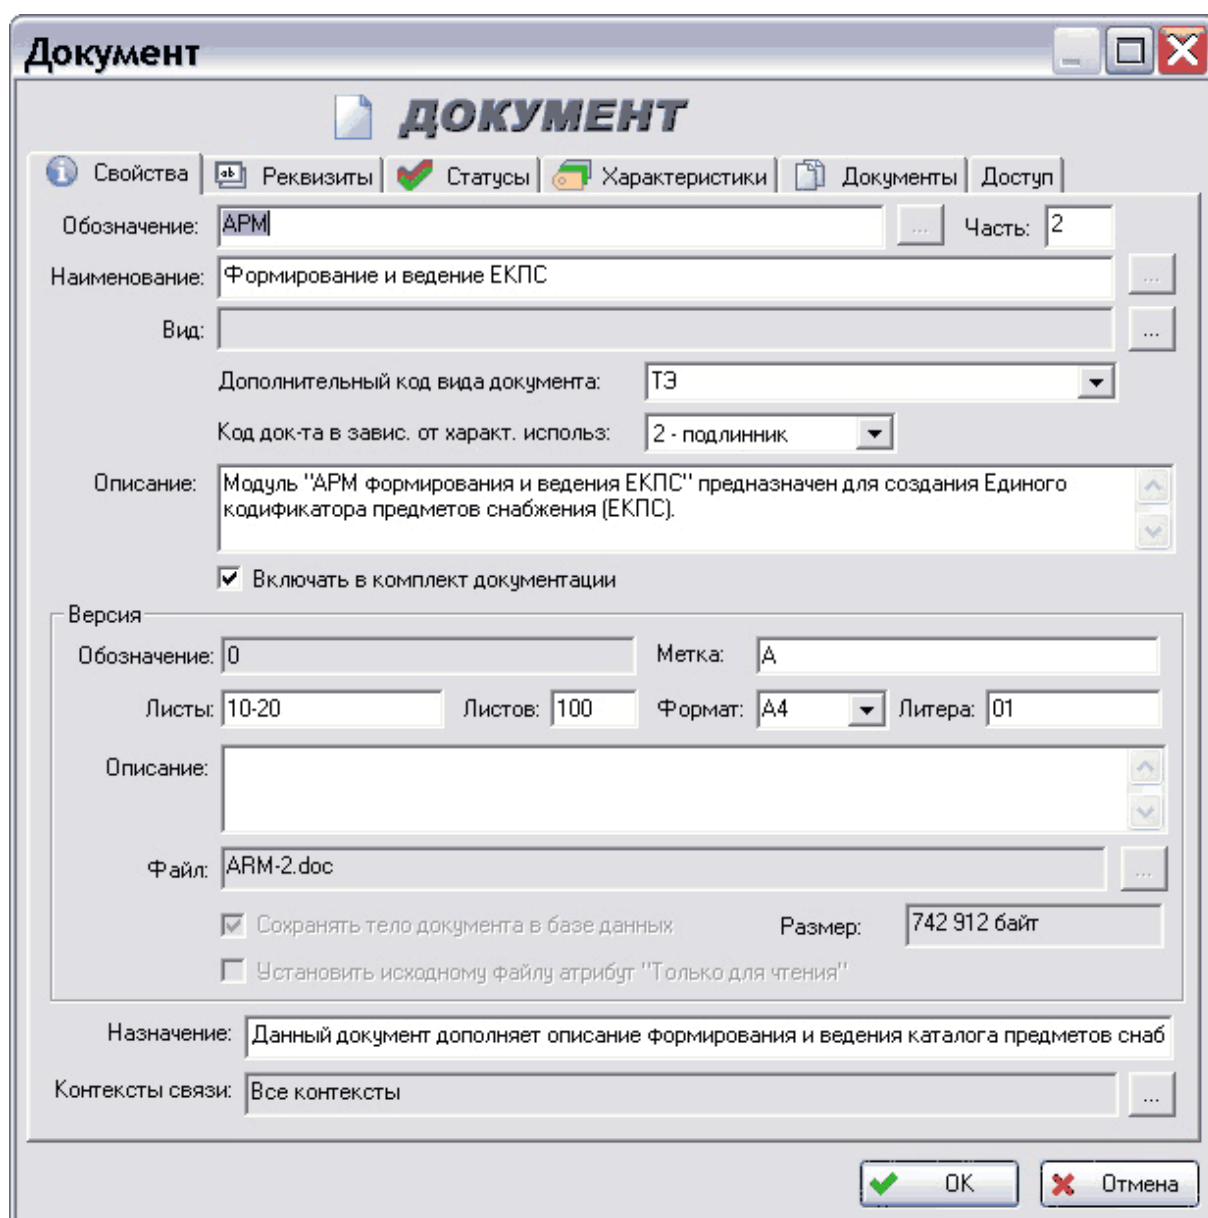 Документ
ДОКУМЕНТ
Свойства Реквизиты Статусы Характеристики Документы Доступ
Обозначение: АРМ ... Часть: 2
Наименование: Формирование и ведение ЕКПС ...
Вид: ...
Дополнительный код вида документа: ТЭ
Код док-та в завис. от характ. использ: 2 - подлинник
Описание: Модуль "АРМ формирования и ведения ЕКПС" предназначен для создания Единого
кодификатора предметов снабжения (ЕКПС).
Включать в комплект документации
Версия
Обозначение: 0 Метка: А
Листы: 10-20 Листов: 100 Формат: А4 Литера: 01
Описание:
Файл: ARM-2.doc ...
Сохранять тело документа в базе данных Размер: 742 912 байт
Установить исходному файлу атрибут "Только для чтения"
Назначение: Данный документ дополняет описание формирования и ведения каталога предметов снаб
Контексты связи: Все контексты ...
ОК Отмена